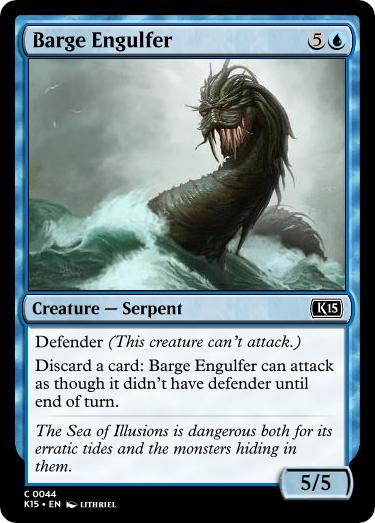 Barge Engulfer 5
Creature — Serpent K15
Defender (This creature can't attack.)
Discard a card: Barge Engulfer can attack
as though it didn't have defender until
end of turn.
The Sea of Illusions is dangerous both for its
erratic tides and the monsters hiding in
them.
5/5
C 0044
K15 • EN LITHRIEL